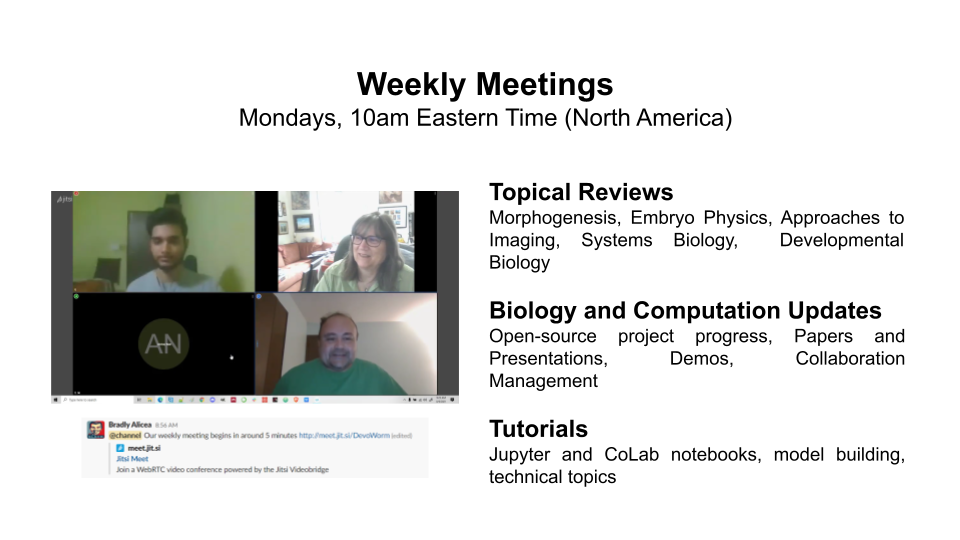 Weekly Meetings
Mondays, 10am Eastern Time (North America)
Topical Reviews
Morphogenesis, Embryo Physics, Approaches to
Imaging, Systems Biology, Developmental
Biology
Biology and Computation Updates
Open-source project progress, Papers and
Presentations, Demos, Collaboration
Management
Tutorials
Jupyter and CoLab notebooks, model building,
technical topics
jitsi
AN
Bradly Alicea 8:56 AM
@channel Our weekly meeting begins in around 5 minutes http://meet.jit.si/DevoWorm (edited)
meet.jit.si
Jitsi Meet
Join a WebRTC video conference powered by the Jitsi Videobridge